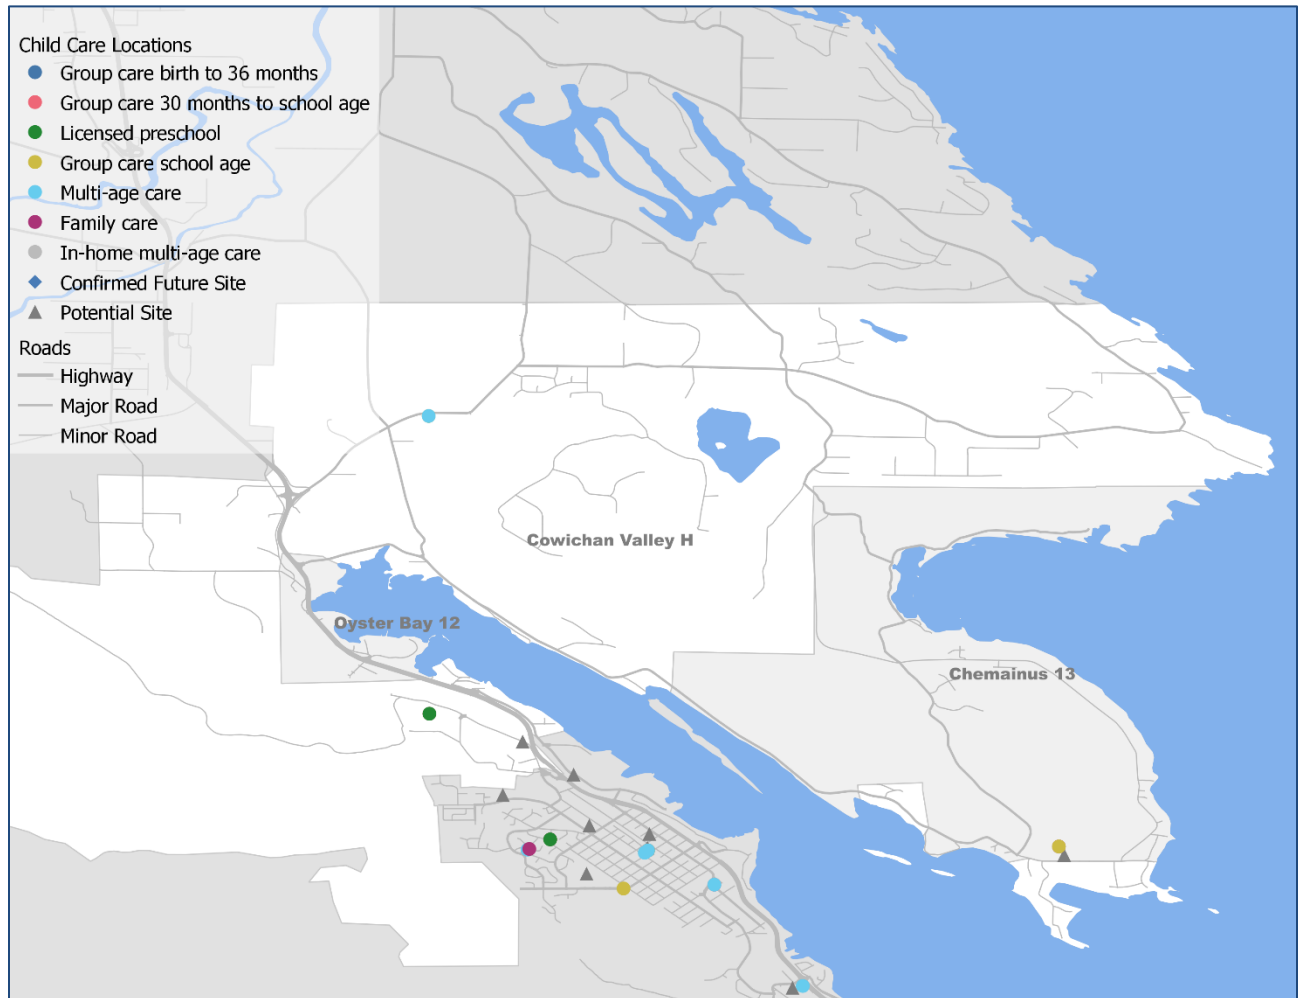 Child Care Locations
Group care birth to 36 months
Group care 30 months to school age
Licensed preschool
Group care school age
Multi-age care
Family care
In-home multi-age care
Confirmed Future Site
Potential Site
Roads
Highway
Major Road
Minor Road
Cowichan Valley H
Oyster Bay 12
Chemainus 13